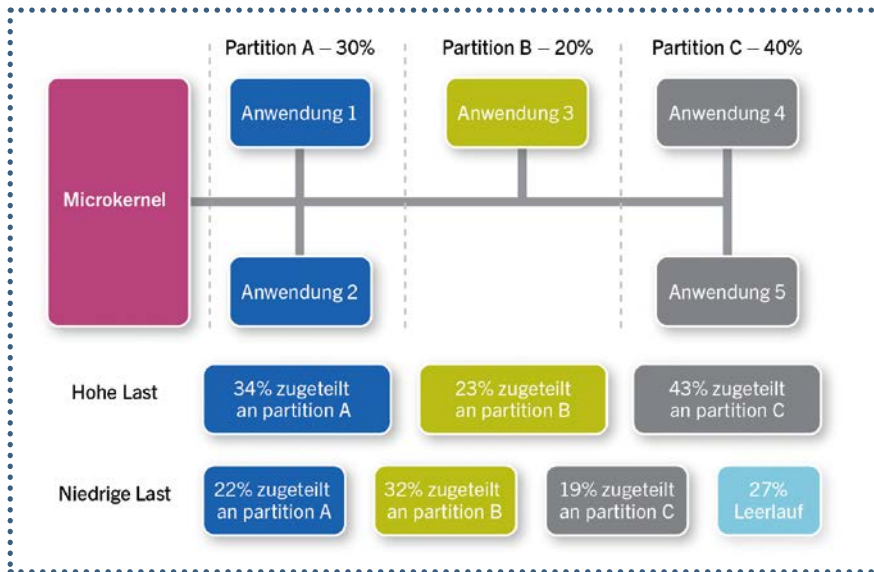 Partition A – 30%
Partition B – 20%
Partition C – 40%
Anwendung 1
Anwendung 3
Anwendung 4
Microkernel
Anwendung 2
Anwendung 5
Hohe Last
34% zugeteilt
an partition A
23% zugeteilt
an partition B
43% zugeteilt
an partition C
Niedrige Last
22% zugeteilt
an partition A
32% zugeteilt
an partition B
19% zugeteilt
an partition C
27%
Leerlauf